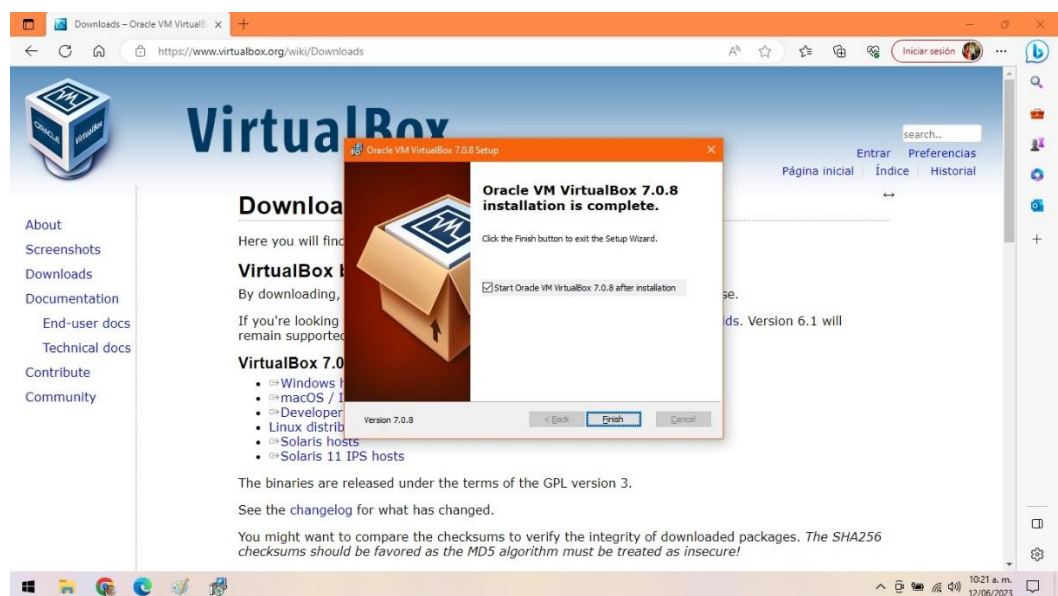 Downloads – Oracle VM VirtualB
https://www.virtualbox.org/wiki/Downloads
Iniciar sesión
VirtualBox
search...
Entrar Preferencias
Página inicial Índice Historial
About
Screenshots
Downloads
Documentation
End-user docs
Technical docs
Contribute
Community
Downloa
Here you will find
VirtualBox b
By downloading, se.
If you're looking lds. Version 6.1 will
remain supported
VirtualBox 7.0
Windows h
macOS / I
Developer
Linux distrib
Solaris hosts
Solaris 11 IPS hosts
The binaries are released under the terms of the GPL version 3.
See the changelog for what has changed.
You might want to compare the checksums to verify the integrity of downloaded packages. The SHA256
checksums should be favored as the MD5 algorithm must be treated as insecure!
Oracle VM VirtualBox 7.0.8 Setup
Oracle VM VirtualBox 7.0.8
installation is complete.
Click the Finish button to exit the Setup Wizard.
Start Oracle VM VirtualBox 7.0.8 after installation
Version 7.0.8
< Back Finish Cancel
ORACLE
VirtualBox
10:21 a. m.
12/06/2023